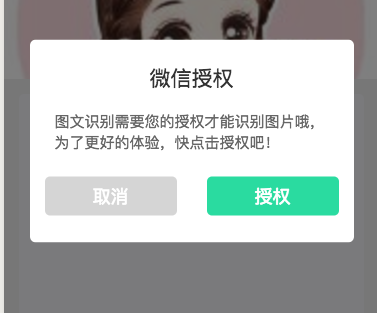 微信授权
图文识别需要您的授权才能识别图片哦，
为了更好的体验，快点击授权吧！
取消
授权